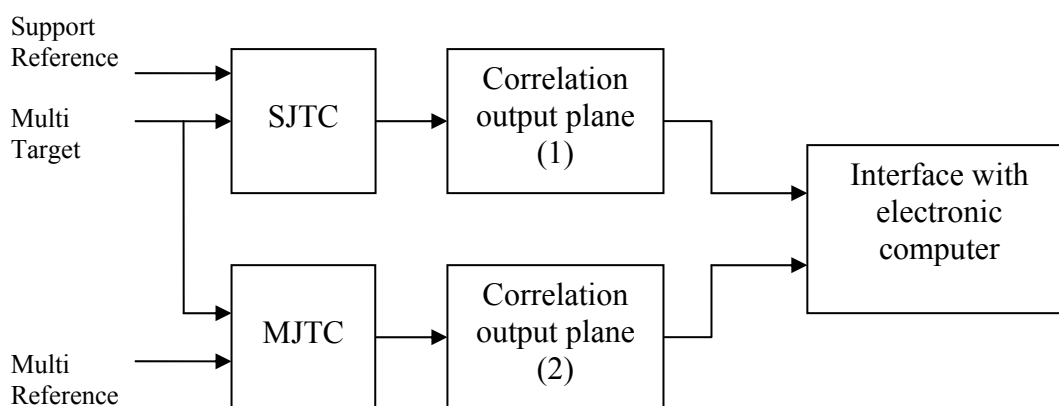 Support
Reference
Multi
Target
SJTC
Correlation
output plane
(1)
Interface with
electronic
computer
MJTC
Correlation
output plane
(2)
Multi
Reference